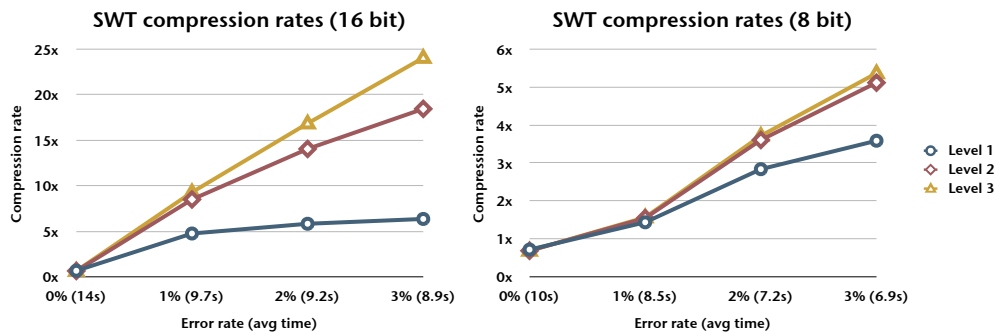 SWT compression rates (16 bit)
25x
20x
15x
10x
5x
0x
Compression rate
0% (14s) 1% (9.7s) 2% (9.2s) 3% (8.9s)
Error rate (avg time)
SWT compression rates (8 bit)
6x
5x
4x
3x
2x
1x
0x
Compression rate
0% (10s) 1% (8.5s) 2% (7.2s) 3% (6.9s)
Error rate (avg time)
Level 1
Level 2
Level 3